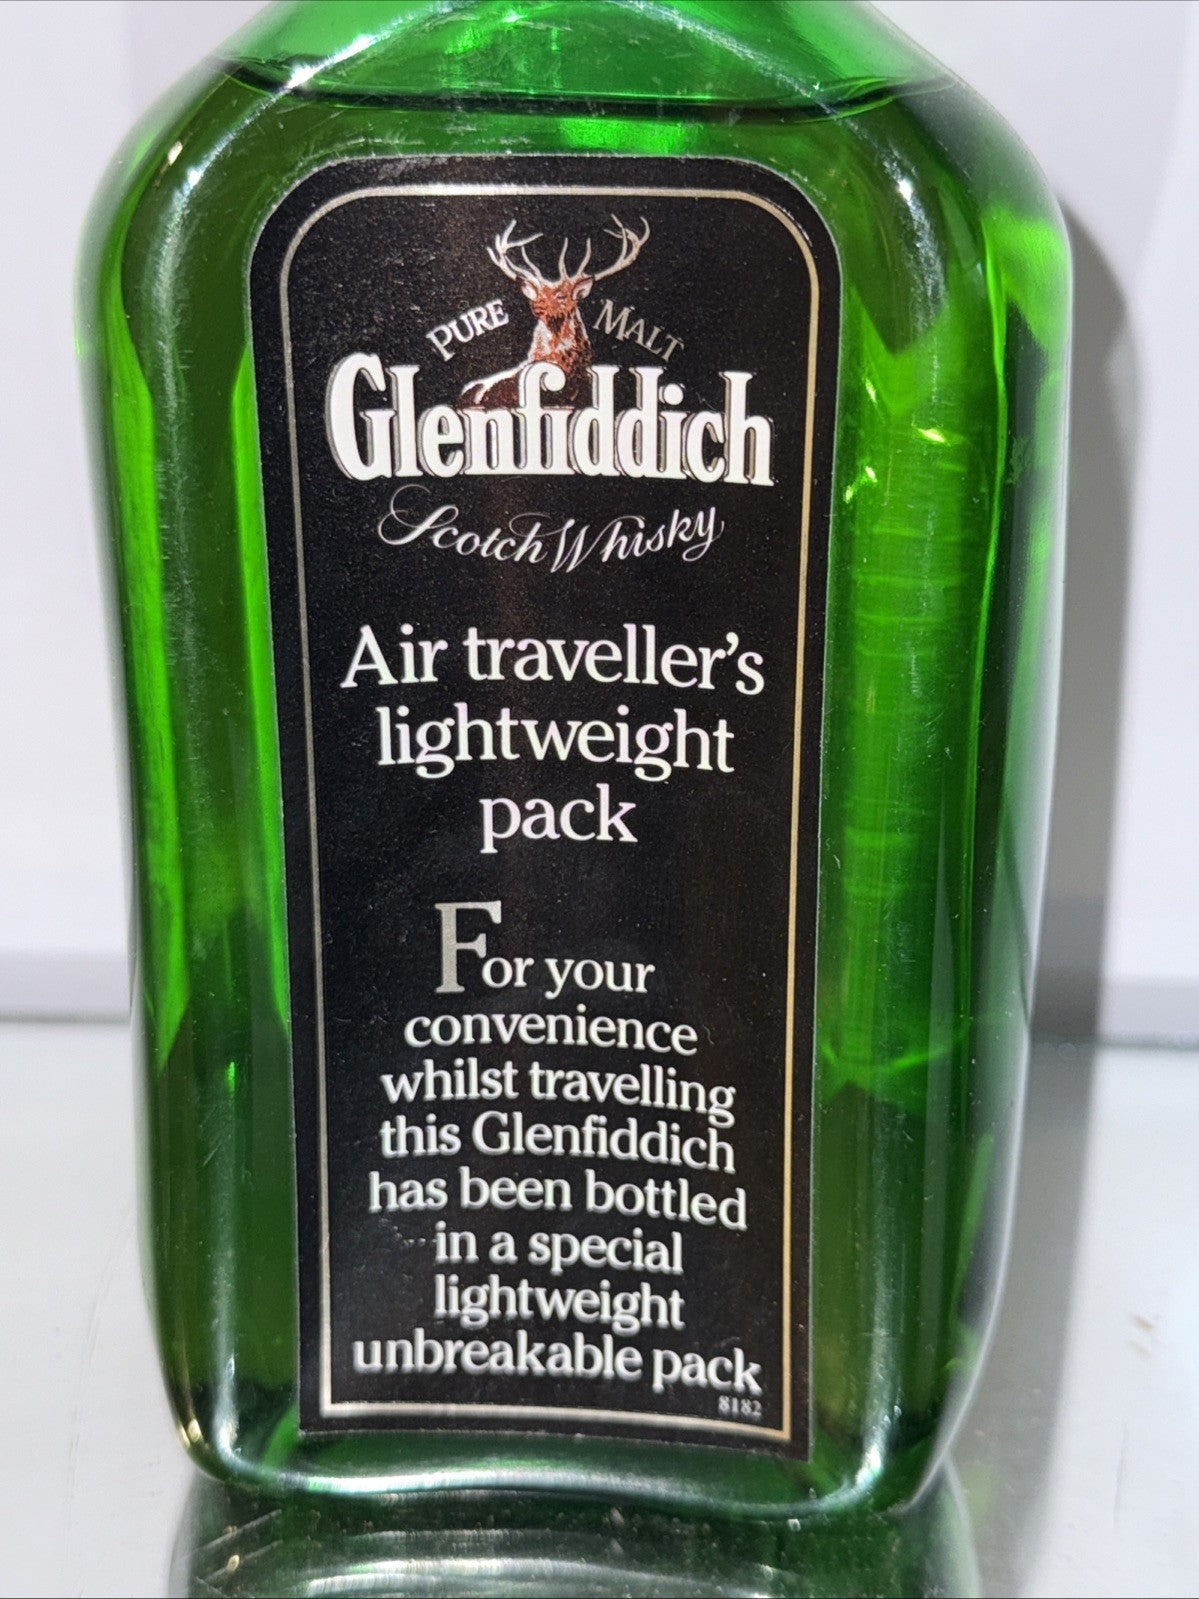 PURE MALT
Glenfiddich
Scotch Whisky
Air traveller's
lightweight
pack
For your
convenience
whilst travelling
this Glenfiddich
has been bottled
in a special
lightweight
unbreakable pack
8182